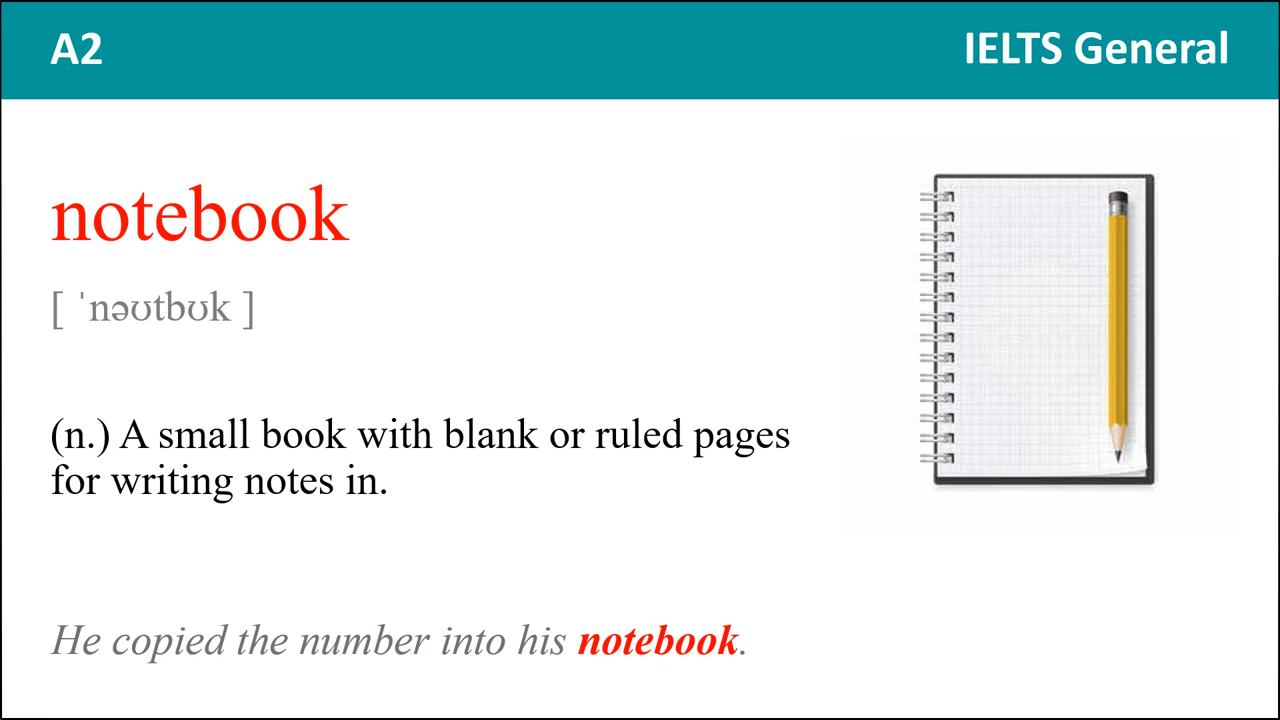 A2
IELTS General
notebook
[ ˈnəʊtbʊk ]
(n.) A small book with blank or ruled pages
for writing notes in.
He copied the number into his notebook.